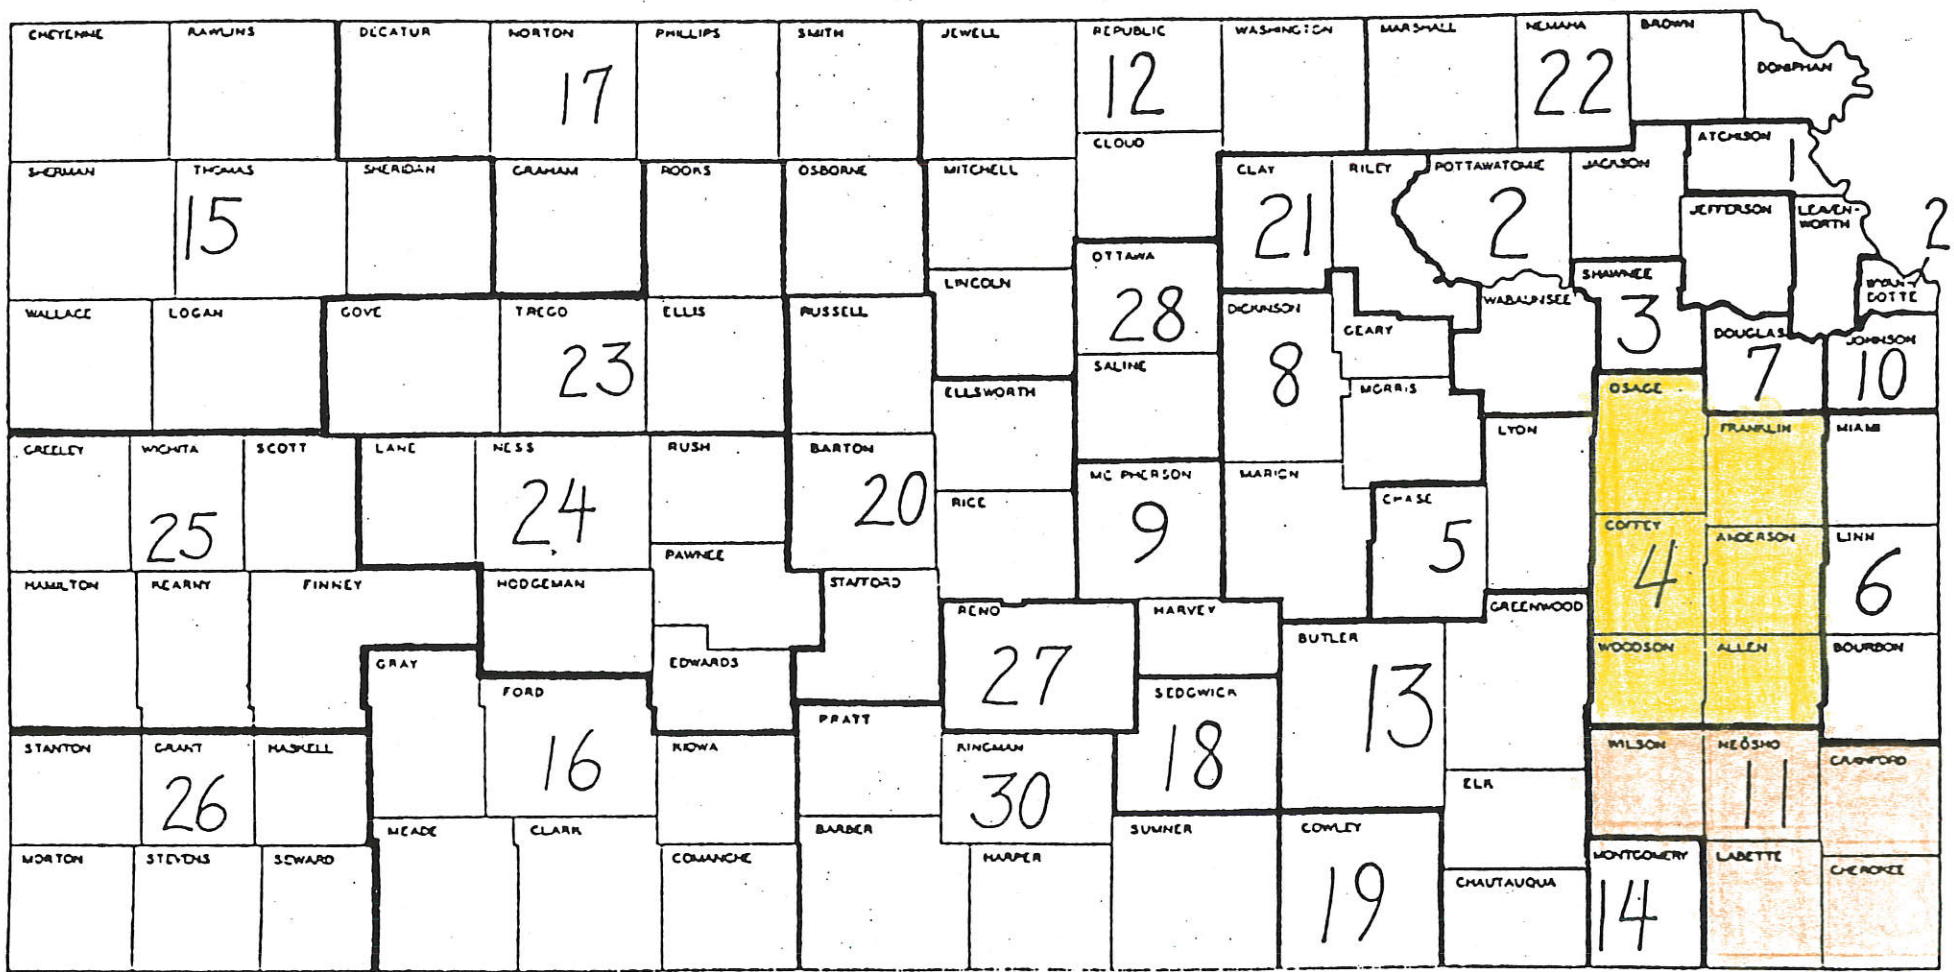 CHEYENNE RAWLINS DECATUR NORTON PHILLIPS SMITH JEWELL REPUBLIC WASHINGTON MARSHALL NEMAHA BROWN
DONIPHAN
17 12 22
CLOUD ATCHISON
1
SHERMAN THOMAS SHERIDAN GRAHAM ROOKS OSBORNE MITCHELL CLAY RILEY POTTAWATOMIE JACKSON
15 21 2 JEFFERSON LEAVEN-
WORTH 2
OTTAWA
LINCOLN SHAWNEE WYAN-
DOTTE
WALLACE LOGAN GOVE TREGO ELLIS RUSSELL 28 DICKINSON WABAUNSEE 3
GEARY DOUGLAS JOHNSON
23 SALINE 8 7 10
ELLSWORTH MORRIS OSAGE
LYON FRANKLIN MIAMI
GREELEY WICHITA SCOTT LANE NESS RUSH BARTON
MC PHERSON MARION
25 24 20 RICE 9 CHASE
5
COFFEY ANDERSON LINN
PAWNEE
4 6
HAMILTON KEARNY FINNEY HODGEMAN STAFFORD
RENO HARVEY GREENWOOD
BUTLER WOODSON ALLEN BOURBON
GRAY EDWARDS 27
FORD SEDGWICK 13
PRATT
STANTON GRANT HASKELL KIOWA KINGMAN WILSON NEOSHO
CRAWFORD
26 16 30 18 11
ELK
MEADE CLARK BARBER SUMNER COWLEY
MORTON STEVENS SEWARD COMANCHE HARPER MONTGOMERY LABETTE
CHEROKEE
CHAUTAUQUA
19 14